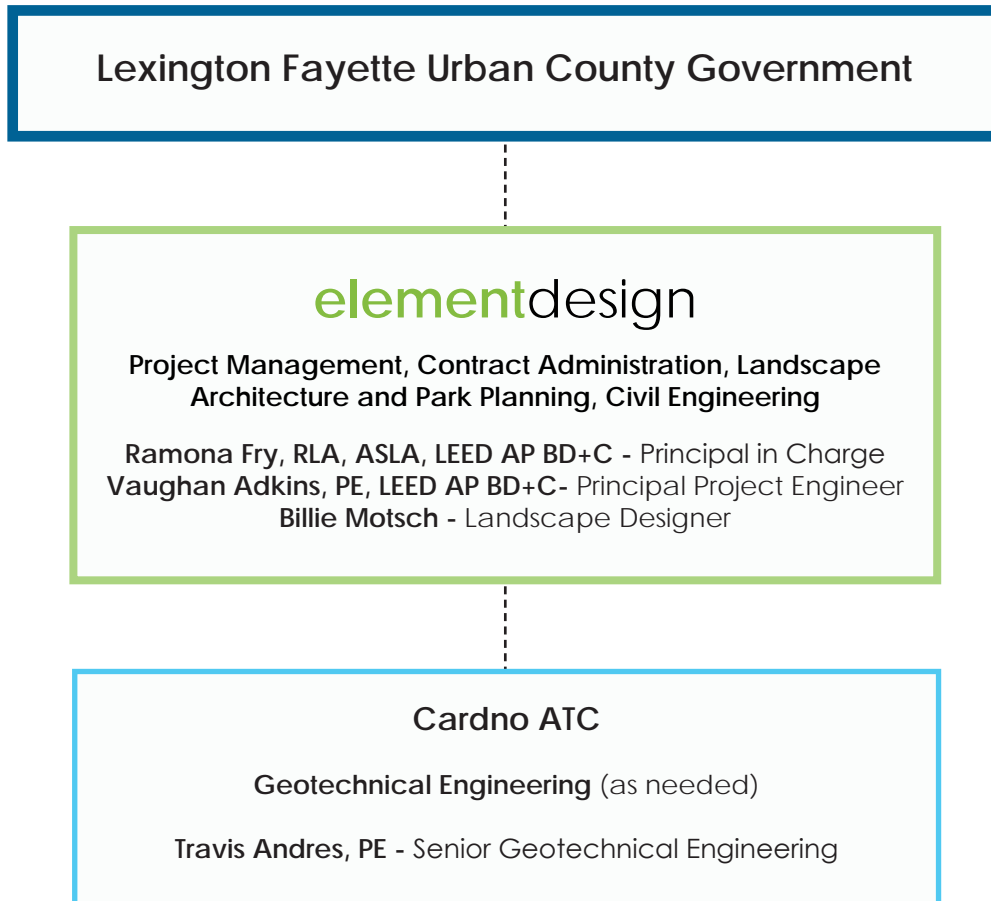 Lexington Fayette Urban County Government
elementdesign
Project Management, Contract Administration, Landscape
Architecture and Park Planning, Civil Engineering
Ramona Fry, RLA, ASLA, LEED AP BD+C - Principal in Charge
Vaughan Adkins, PE, LEED AP BD+C- Principal Project Engineer
Billie Motsch - Landscape Designer
Cardno ATC
Geotechnical Engineering (as needed)
Travis Andres, PE - Senior Geotechnical Engineering